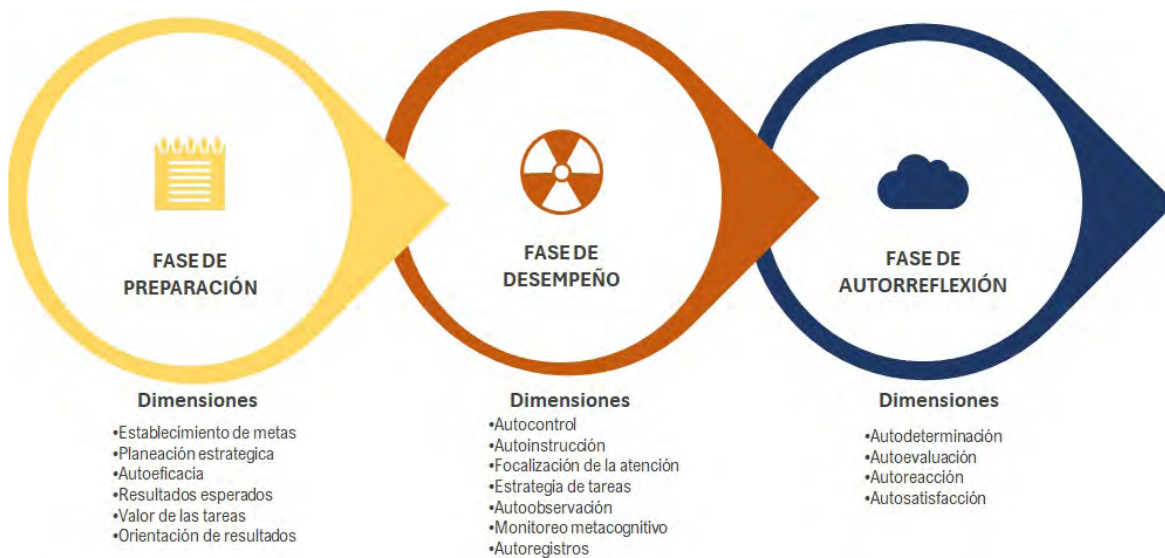 FASE DE
PREPARACIÓN
Dimensiones
•Establecimiento de metas
•Planeación estrategica
•Autoeficacia
•Resultados esperados
•Valor de las tareas
•Orientación de resultados
FASE DE
DESEMPEÑO
Dimensiones
•Autocontrol
•Autoinstrucción
•Focalización de la atención
•Estrategia de tareas
•Autoobservación
•Monitoreo metacognitivo
•Autoregistros
FASE DE
AUTORREFLEXIÓN
Dimensiones
•Autodeterminación
•Autoevaluación
•Autoreacción
•Autosatisfacción